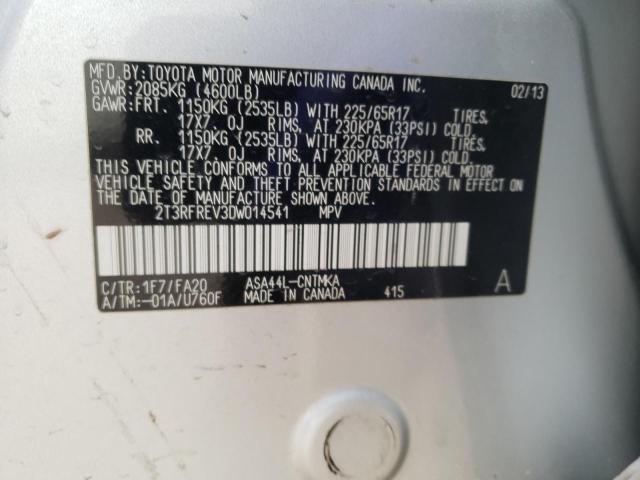 MFD. BY: TOYOTA MOTOR MANUFACTURING CANADA INC. 02/13
GVWR: 2085KG (4600LB)
GAWR: FRT. 1150KG (2535LB) WITH 225/65R17 TIRES,
17X7.0J RIMS, AT 230KPA (33PSI) COLD.
RR. 1150KG (2535LB) WITH 225/65R17 TIRES,
17X7.0J RIMS, AT 230KPA (33PSI) COLD.
THIS VEHICLE CONFORMS TO ALL APPLICABLE FEDERAL MOTOR
VEHICLE SAFETY AND THEFT PREVENTION STANDARDS IN EFFECT ON
THE DATE OF MANUFACTURE SHOWN ABOVE.
2T3RFREV3DW014541 MPV
C/TR: 1F7/FA20 ASA44L-CNTMKA
A/TM: -01A/U760F MADE IN CANADA 415 A